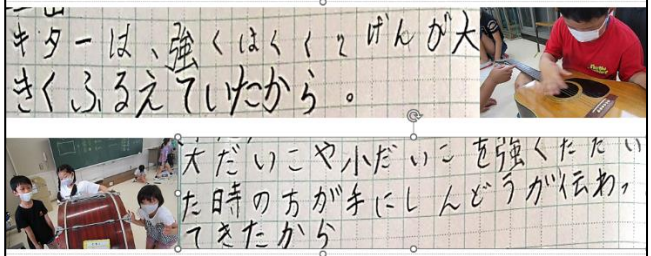 ギターは、強くはくくとげんが大
きくふるえていたから。
大だいこや小だいこを強くたたい
た時の方が手にしんどうが伝わっ
てきたから